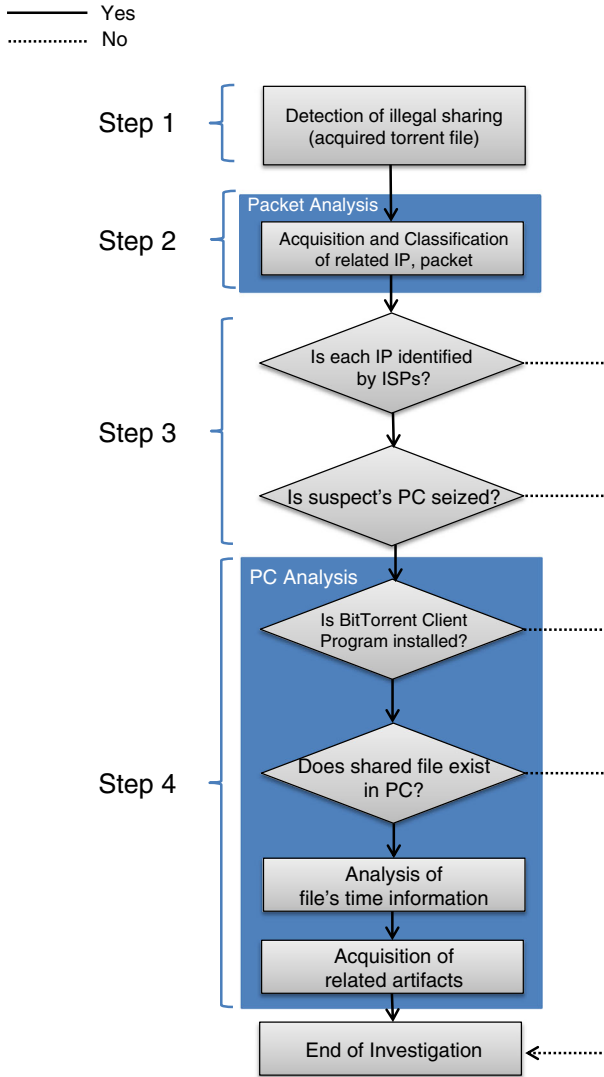 Yes
No
Step 1
Detection of illegal sharing
(acquired torrent file)
Packet Analysis
Step 2
Acquisition and Classification
of related IP, packet
Is each IP identified
by ISPs?
Step 3
Is suspect's PC seized?
PC Analysis
Is BitTorrent Client
Program installed?
Step 4
Does shared file exist
in PC?
Analysis of
file's time information
Acquisition of
related artifacts
End of Investigation